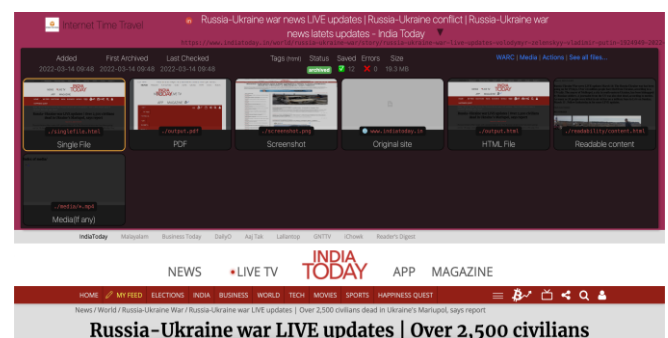 Internet Time Travel
Russia-Ukraine war news LIVE updates | Russia-Ukraine conflict | Russia-Ukraine war
news latets updates - India Today
Added First Archived Last Checked Tags (html) Status Saved Errors Size WARC | Media | Actions | See all files...
2022-03-14 09:48 2022-03-14 09:48 2022-03-14 09:49 archived 12 0 19.3 MB
./singlefile.html ./output.pdf ./screenshot.png www.indiatoday.in ./output.html ./readability/content.html
Single File PDF Screenshot Original site HTML File Readable content
./media/*.mp4
Media(If any)
IndiaToday Malayalam Business Today DailyO Aaj Tak Lallantop GNTTV iChowk Reader's Digest
NEWS LIVE TV INDIA TODAY APP MAGAZINE
HOME MY FEED ELECTIONS INDIA BUSINESS WORLD TECH MOVIES SPORTS HAPPINESS QUEST
News / World / Russia-Ukraine War / Russia-Ukraine war LIVE updates | Over 2,500 civilians dead in Ukraine's Mariupol, says report
Russia-Ukraine war LIVE updates | Over 2,500 civilians